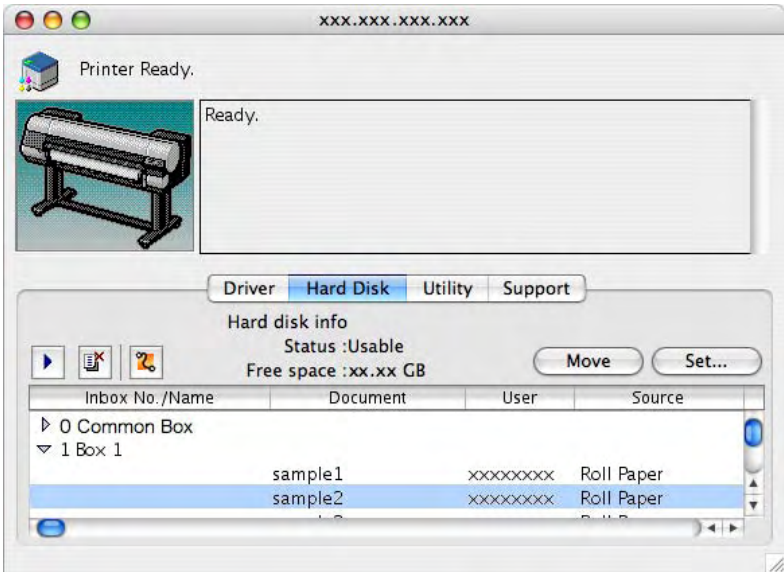 xxx.xxx.xxx.xxx
Printer Ready.
Ready.
Driver Hard Disk Utility Support
Hard disk info
Status :Usable
Free space :xx.xx GB
Move Set...
Inbox No./Name Document User Source
0 Common Box
1 Box 1
sample1 xxxxxxxx Roll Paper
sample2 xxxxxxxx Roll Paper